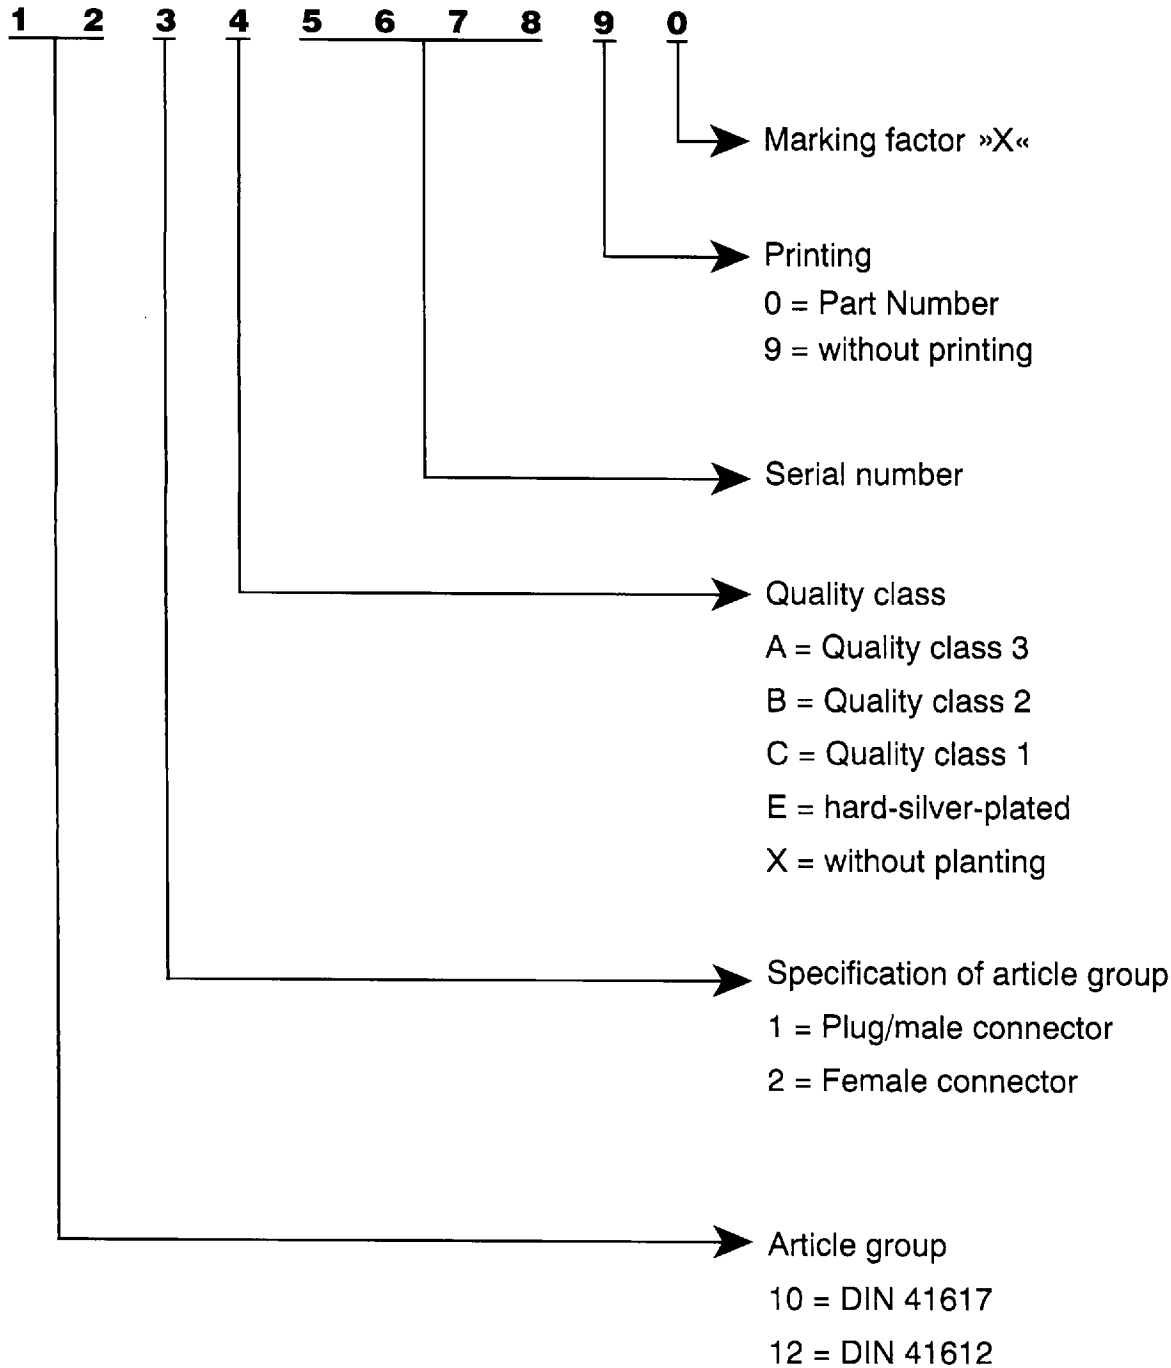 1 2 3 4 5 6 7 8 9 0
Marking factor »X«
Printing
0 = Part Number
9 = without printing
Serial number
Quality class
A = Quality class 3
B = Quality class 2
C = Quality class 1
E = hard-silver-plated
X = without planting
Specification of article group
1 = Plug/male connector
2 = Female connector
Article group
10 = DIN 41617
12 = DIN 41612